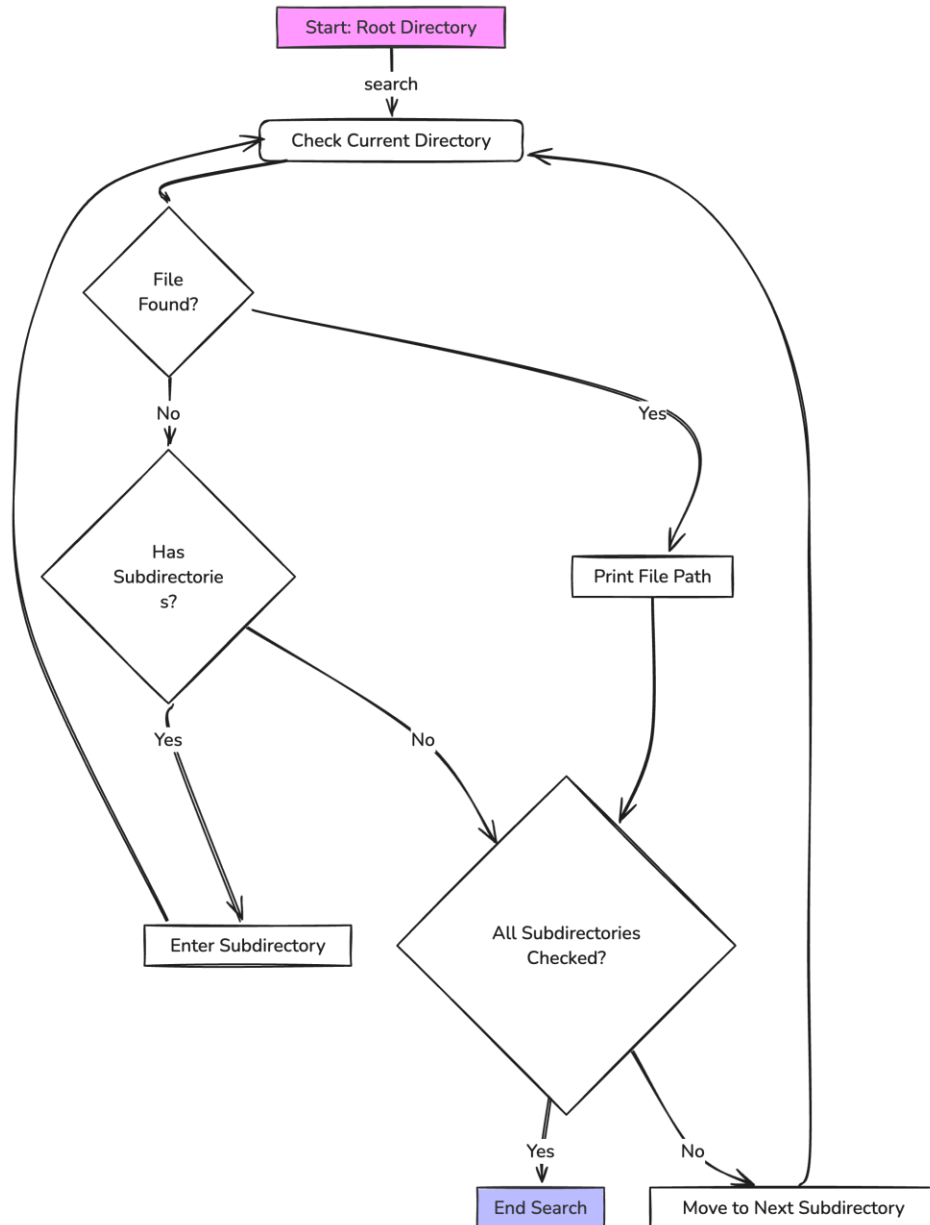 Start: Root Directory
search
Check Current Directory
File
Found?
No
Yes
Has
Subdirectorie
s?
Print File Path
Yes
No
Enter Subdirectory
All Subdirectories
Checked?
Yes
No
End Search
Move to Next Subdirectory